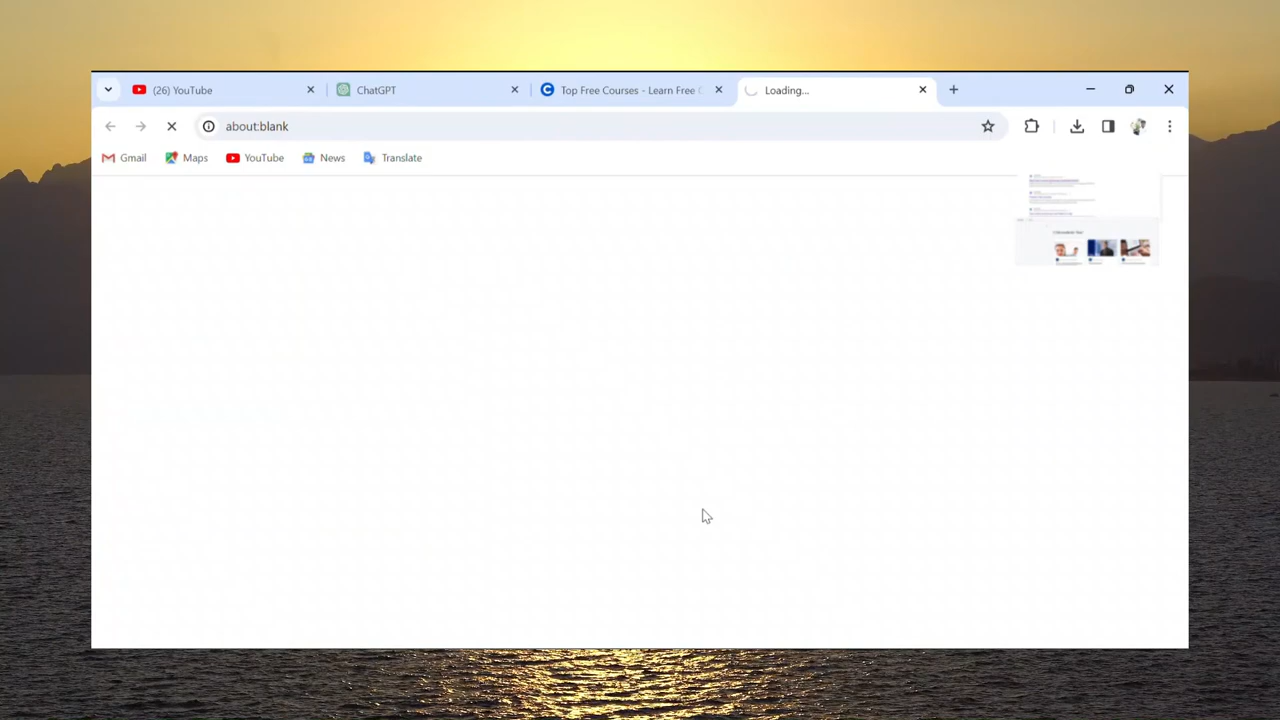 (26) YouTube
ChatGPT
Top Free Courses - Learn Free
Loading...
about:blank
Gmail
Maps
YouTube
News
Translate